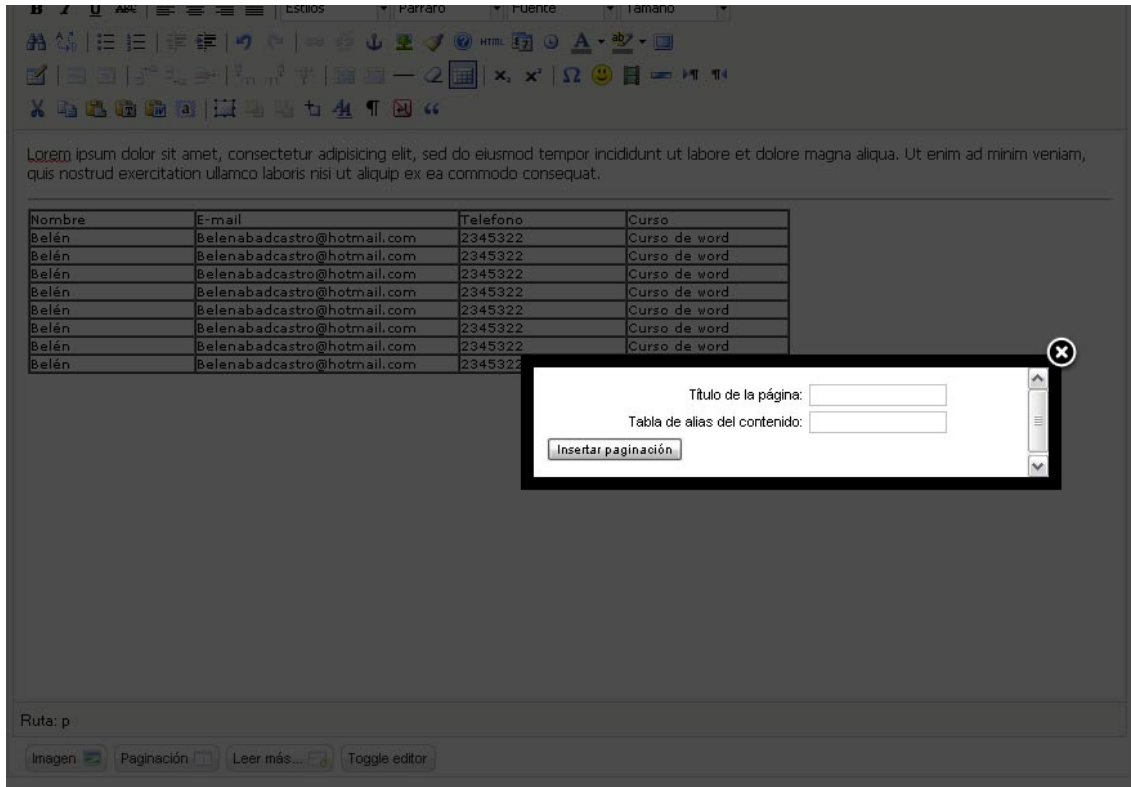 B I U ABC Estilos Párrafo Fuente Tamaño
HTML
Lorem ipsum dolor sit amet, consectetur adipisicing elit, sed do eiusmod tempor incididunt ut labore et dolore magna aliqua. Ut enim ad minim veniam,
quis nostrud exercitation ullamco laboris nisi ut aliquip ex ea commodo consequat.
Nombre E-mail Telefono Curso
Belén Belenabadcastro@hotmail.com 2345322 Curso de word
Belén Belenabadcastro@hotmail.com 2345322 Curso de word
Belén Belenabadcastro@hotmail.com 2345322 Curso de word
Belén Belenabadcastro@hotmail.com 2345322 Curso de word
Belén Belenabadcastro@hotmail.com 2345322 Curso de word
Belén Belenabadcastro@hotmail.com 2345322 Curso de word
Belén Belenabadcastro@hotmail.com 2345322 Curso de word
Belén Belenabadcastro@hotmail.com 2345322
Título de la página:
Tabla de alias del contenido:
Insertar paginación
Ruta: p
Imagen Paginación Leer más... Toggle editor